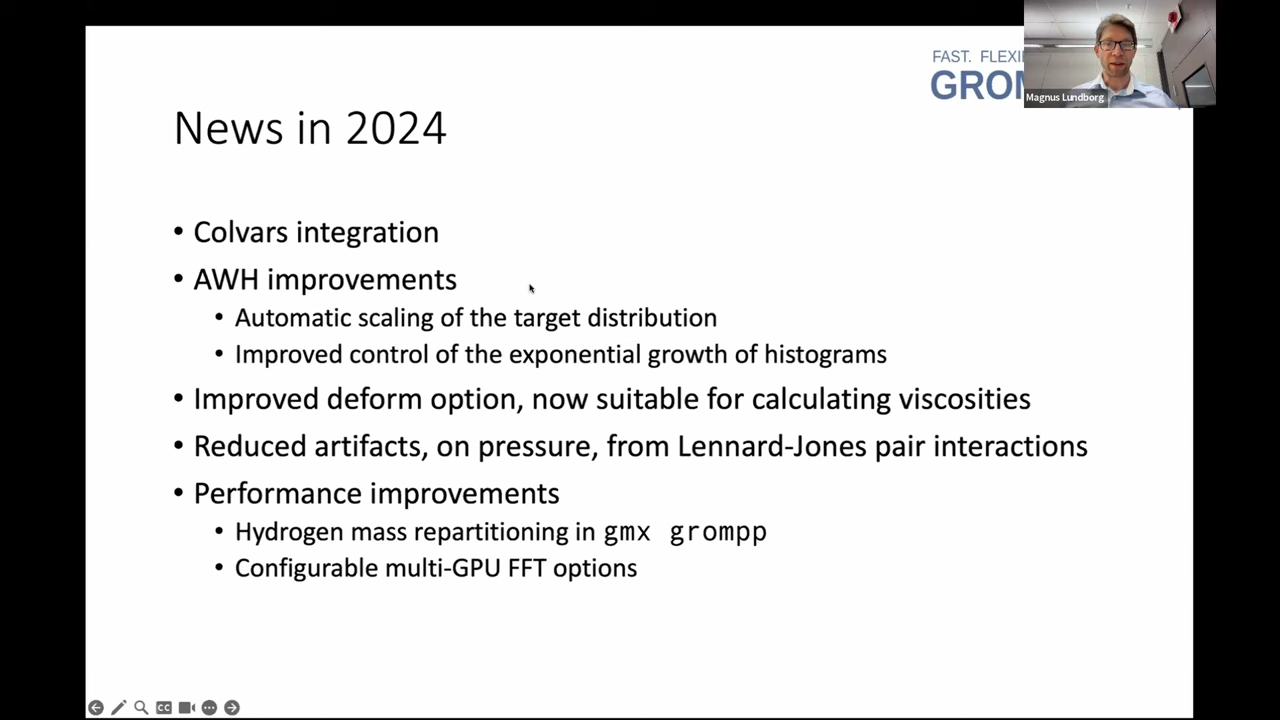 FAST. FLEXI
GROM
Magnus Lundborg
News in 2024
• Colvars integration
• AWH improvements
• Automatic scaling of the target distribution
• Improved control of the exponential growth of histograms
• Improved deform option, now suitable for calculating viscosities
• Reduced artifacts, on pressure, from Lennard-Jones pair interactions
• Performance improvements
• Hydrogen mass repartitioning in gmx grompp
• Configurable multi-GPU FFT options
CC